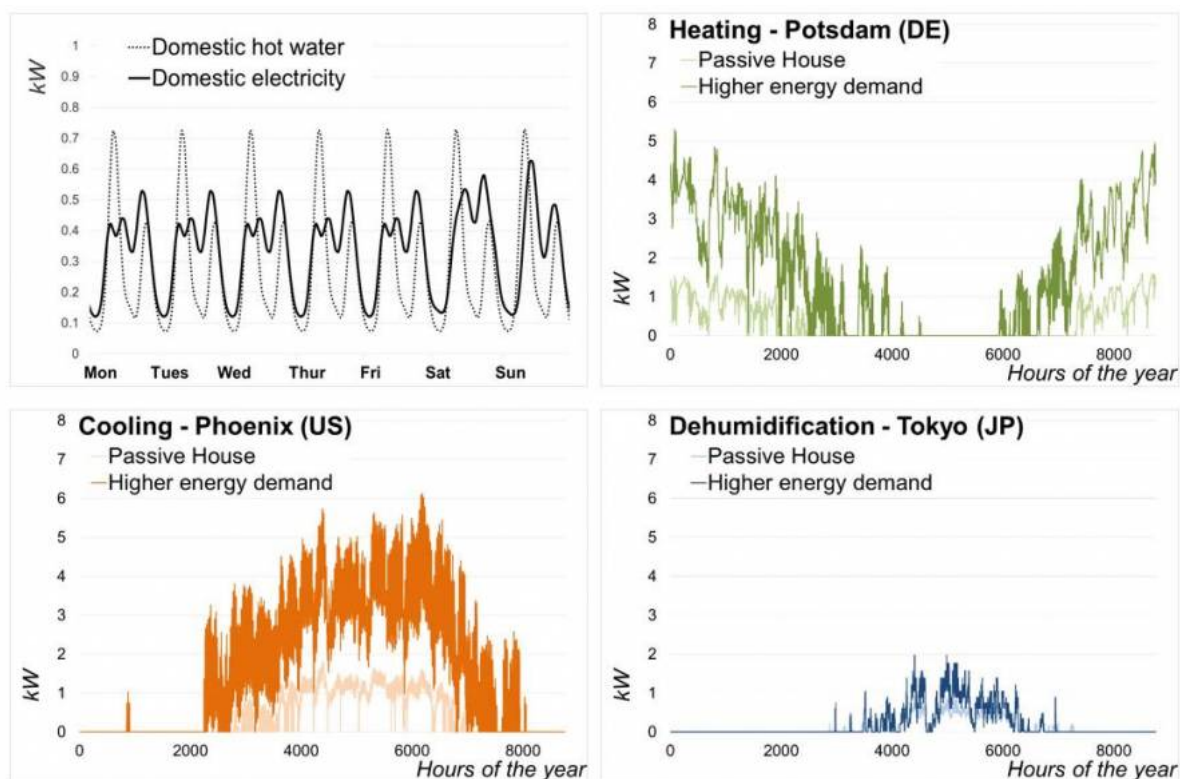 kW
1
0.9
0.8
0.7
0.6
0.5
0.4
0.3
0.2
0.1
0
Domestic hot water
Domestic electricity
Mon Tues Wed Thur Fri Sat Sun
Heating - Potsdam (DE)
Passive House
Higher energy demand
8
7
6
5
4
3
2
1
0
kW
0 2000 4000 6000 8000
Hours of the year
Cooling - Phoenix (US)
Passive House
Higher energy demand
8
7
6
5
4
3
2
1
0
kW
0 2000 4000 6000 8000
Hours of the year
Dehumidification - Tokyo (JP)
Passive House
Higher energy demand
8
7
6
5
4
3
2
1
0
kW
0 2000 4000 6000 8000
Hours of the year